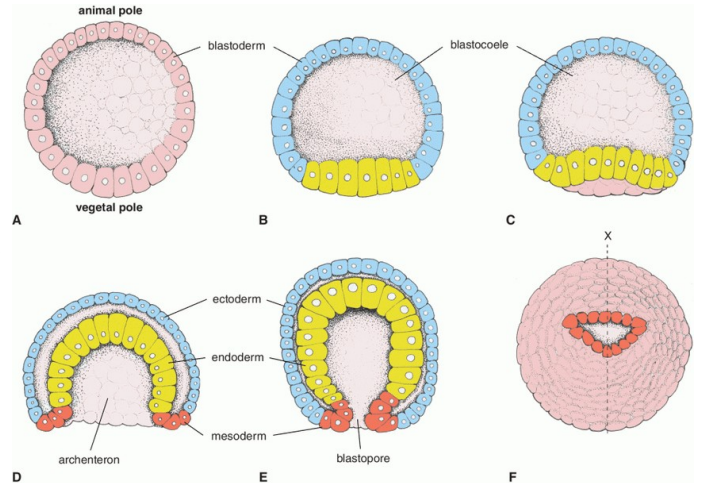 animal pole
blastoderm
blastocoele
vegetal pole
A
B
C
X
ectoderm
endoderm
mesoderm
archenteron
blastopore
D
E
F